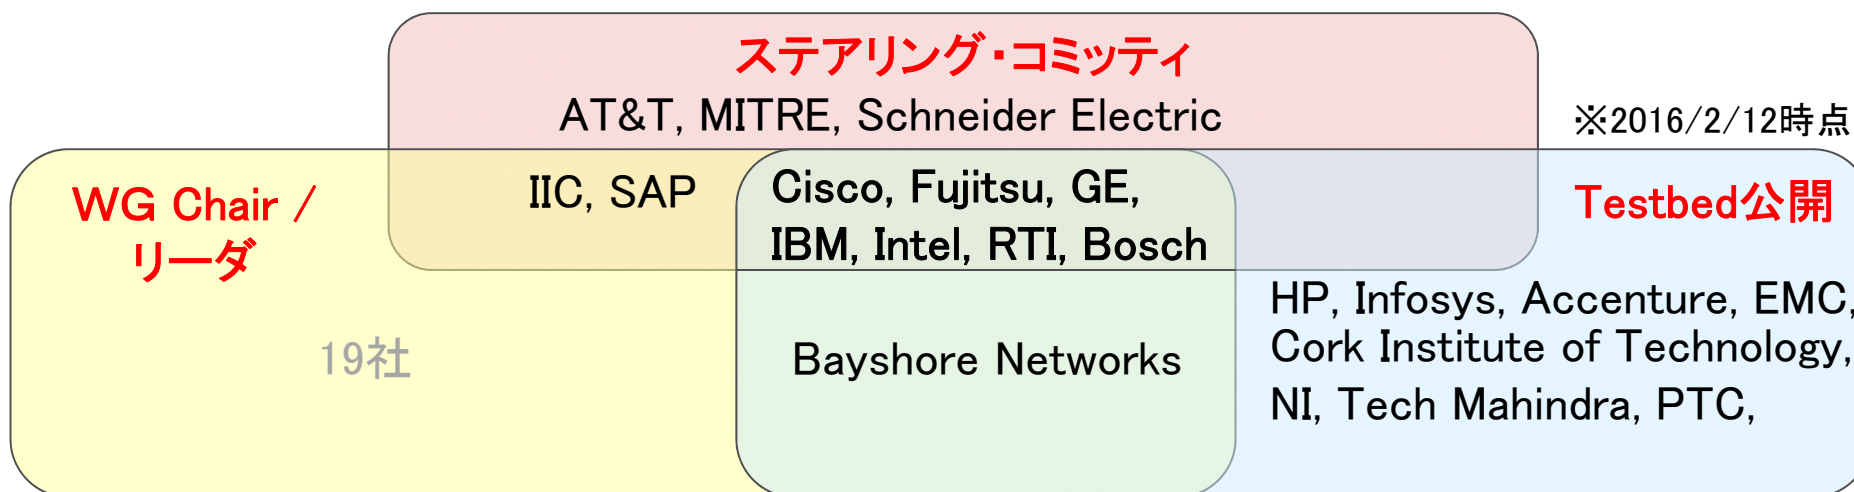 ステアリング・コミッティ
AT&T, MITRE, Schneider Electric
※2016/2/12時点
WG Chair /
リーダ
IIC, SAP
Cisco, Fujitsu, GE,
IBM, Intel, RTI, Bosch
Testbed公開
19社
Bayshore Networks
HP, Infosys, Accenture, EMC,
Cork Institute of Technology,
NI, Tech Mahindra, PTC,